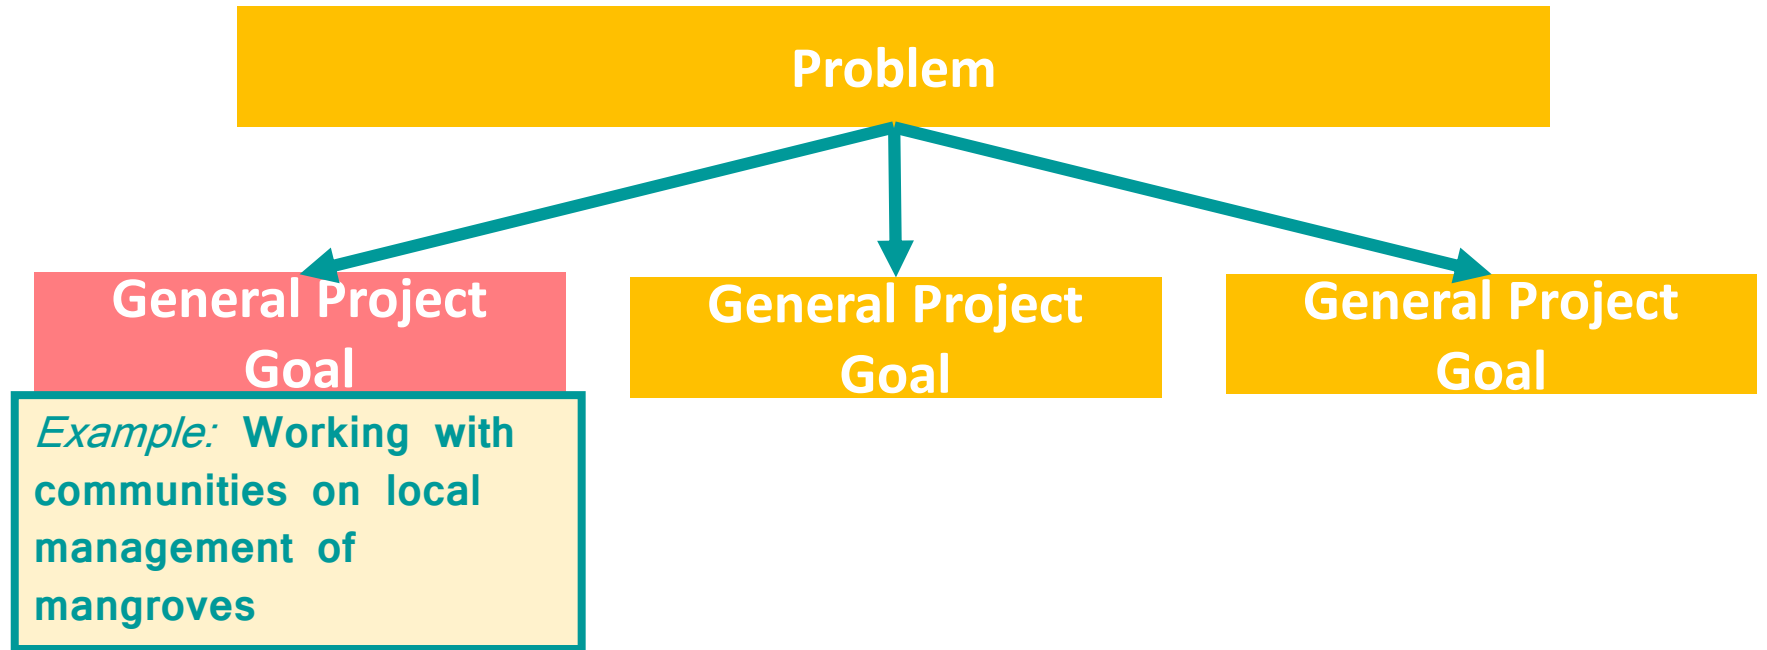 Problem
General Project
Goal
General Project
Goal
General Project
Goal
Example: Working with
communities on local
management of
mangroves